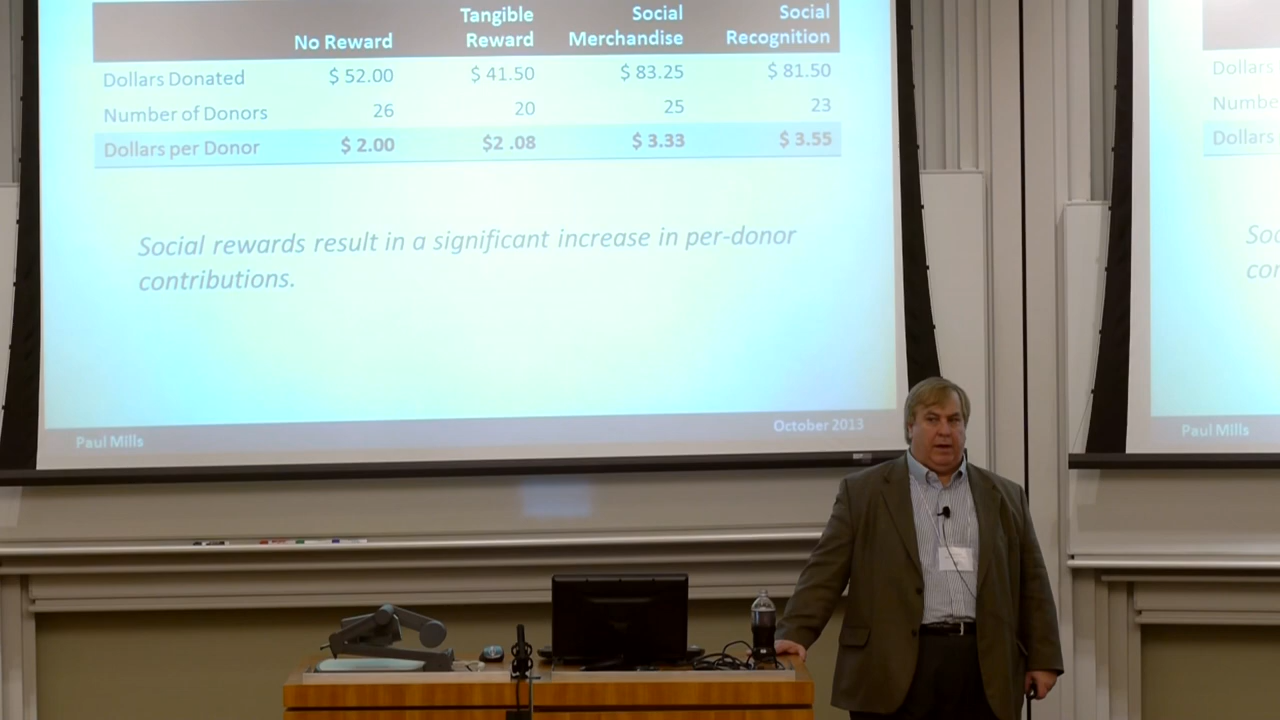 No Reward Tangible Reward Social Merchandise Social Recognition
Dollars Donated $ 52.00 $ 41.50 $ 83.25 $ 81.50
Number of Donors 26 20 25 23
Dollars per Donor $ 2.00 $2 .08 $ 3.33 $ 3.55
Social rewards result in a significant increase in per-donor
contributions.
Paul Mills October 2013
Dollars
Numbe
Dollars
Soc
con
Paul Mills